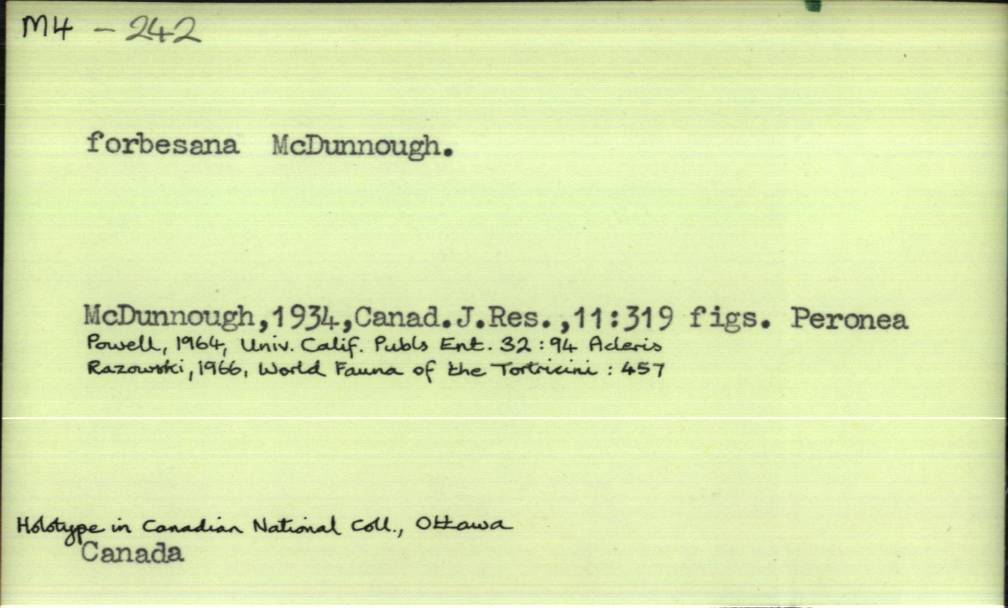 M4 - 242
forbesana McDunnough.
McDunnough,1934,Canad.J.Res.,11:319 figs. Peronea
Powell, 1964, Univ. Calif. Publs Ent. 32 : 94 Acleris
Razowski, 1966, World Fauna of the Tortricini : 457
Holotype in Canadian National Coll., Ottawa
Canada